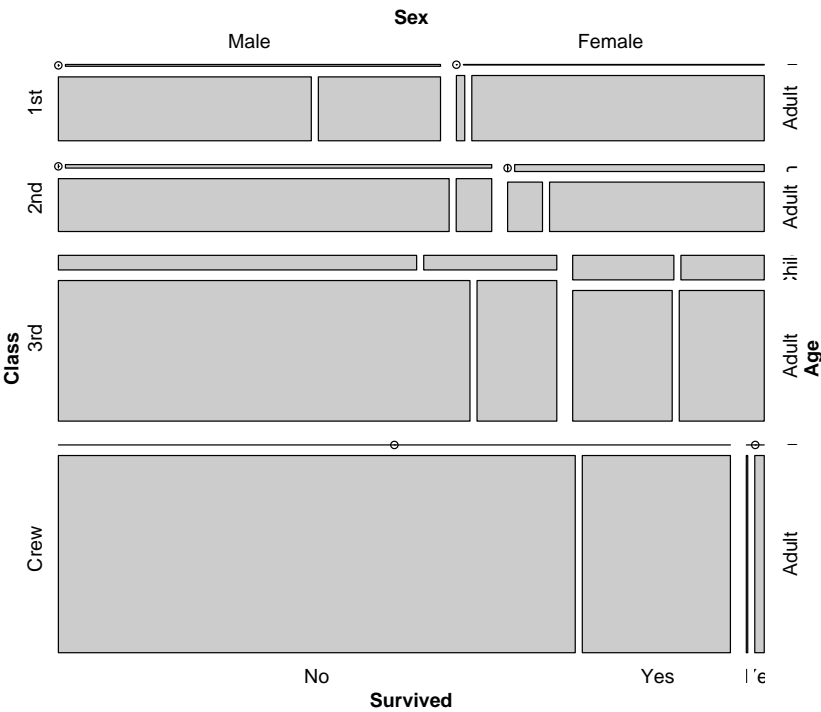 Sex
Male Female
1st
Adult
2nd
Adult
Class
3rd
Adult
Age
Crew
Adult
No Yes
Survived